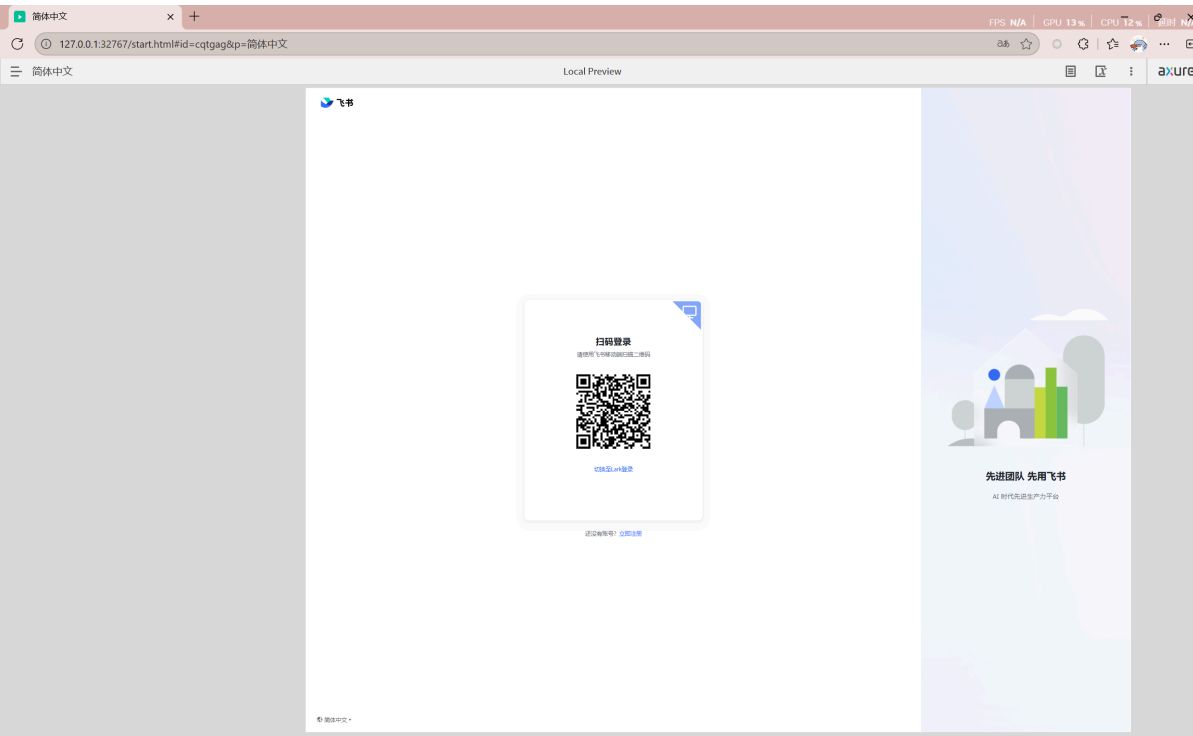 简体中文
FPS N/A GPU 13% CPU 12% 延时 N/A
127.0.0.1:32767/start.html#id=cqtgag&p=简体中文
简体中文
Local Preview
axure
飞书
扫码登录
请使用飞书移动端扫描二维码
切换至Lark登录
还没有账号？立即注册
先进团队 先用飞书
AI 时代先进生产力平台
简体中文